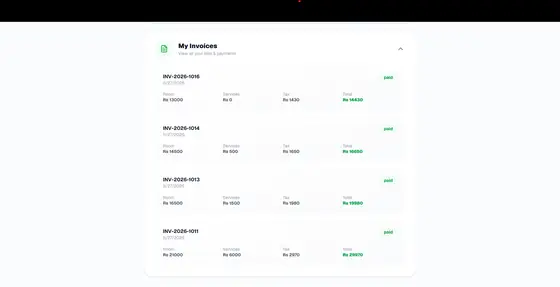 My Invoices
View all your bills & payments
INV-2026-1016
paid
Room Services Tax Total
Rs 13000 Rs 0 Rs 1430 Rs 14430
INV-2026-1014
paid
Room Services Tax Total
Rs 14500 Rs 500 Rs 1650 Rs 16650
INV-2026-1013
paid
Room Services Tax Total
Rs 16500 Rs 1500 Rs 1980 Rs 19980
INV-2026-1011
paid
Room Services Tax Total
Rs 21000 Rs 6000 Rs 2970 Rs 29970